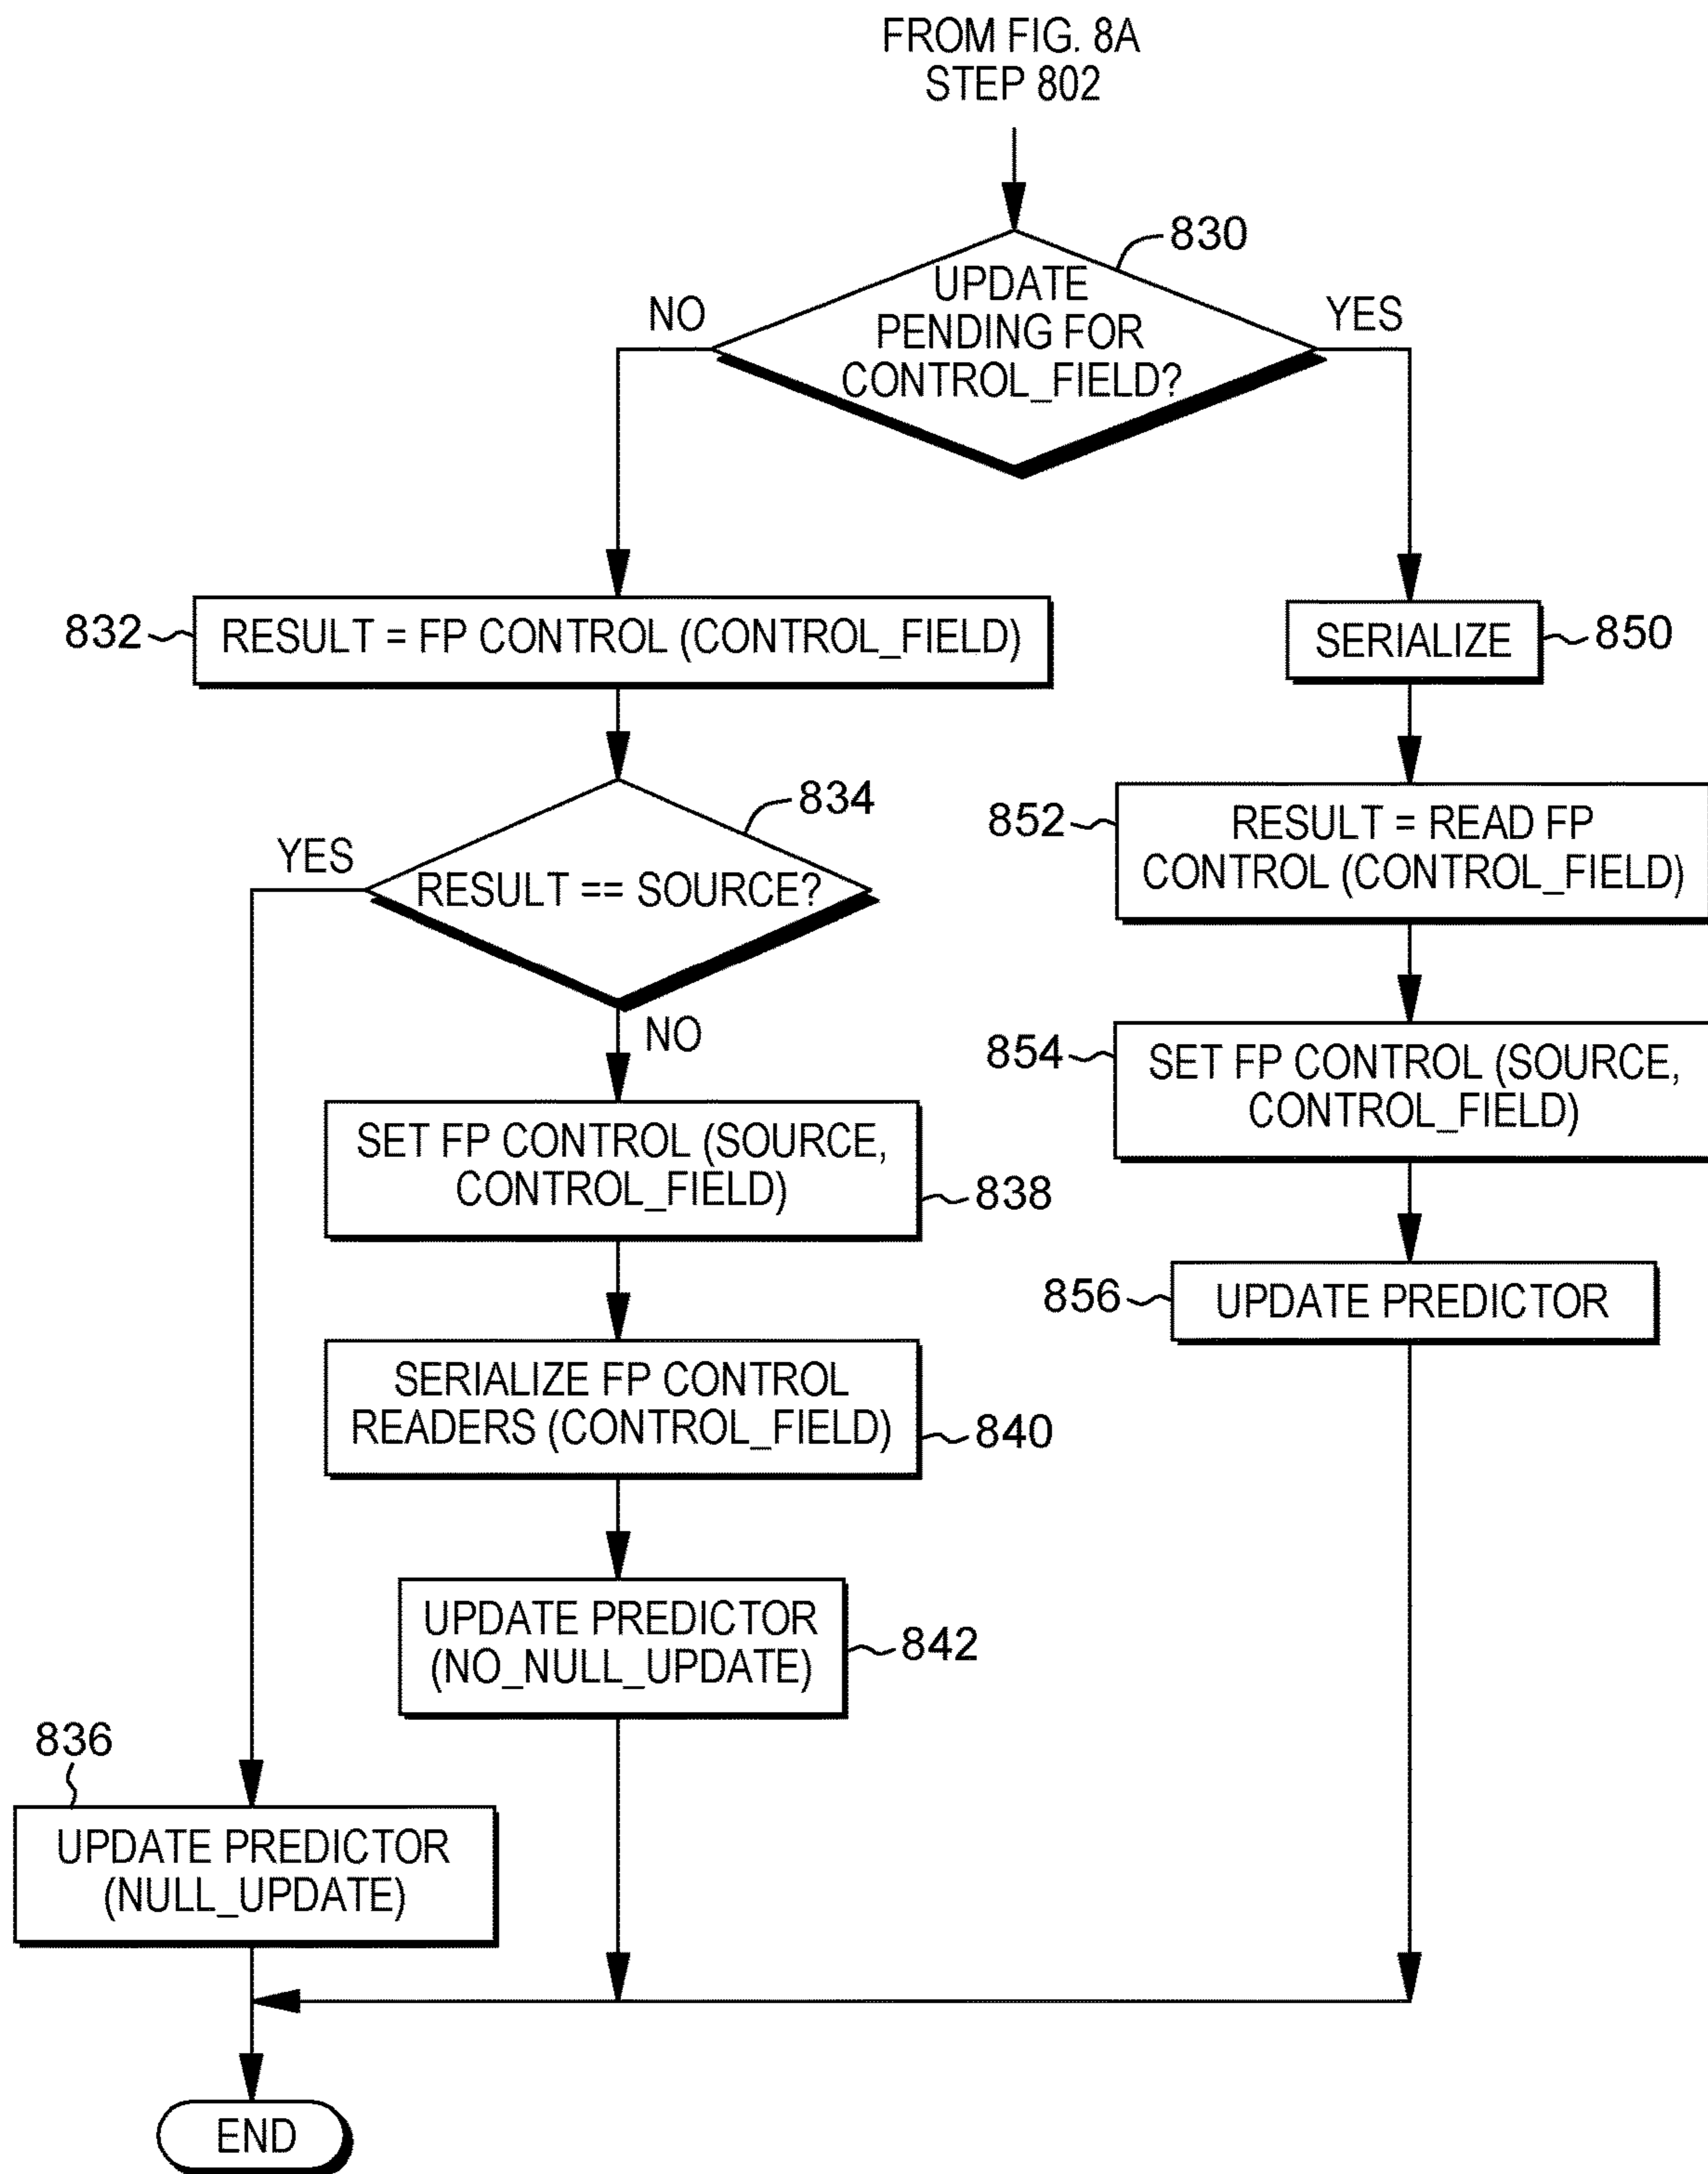 FROM FIG. 8A
STEP 802
830
UPDATE
PENDING FOR
CONTROL_FIELD?
NO
YES
832
RESULT = FP CONTROL (CONTROL_FIELD)
SERIALIZE
850
834
YES
RESULT == SOURCE?
NO
852
RESULT = READ FP
CONTROL (CONTROL_FIELD)
854
SET FP CONTROL (SOURCE,
CONTROL_FIELD)
SET FP CONTROL (SOURCE,
CONTROL_FIELD)
838
856
UPDATE PREDICTOR
SERIALIZE FP CONTROL
READERS (CONTROL_FIELD)
840
UPDATE PREDICTOR
(NO_NULL_UPDATE)
842
836
UPDATE PREDICTOR
(NULL_UPDATE)
END